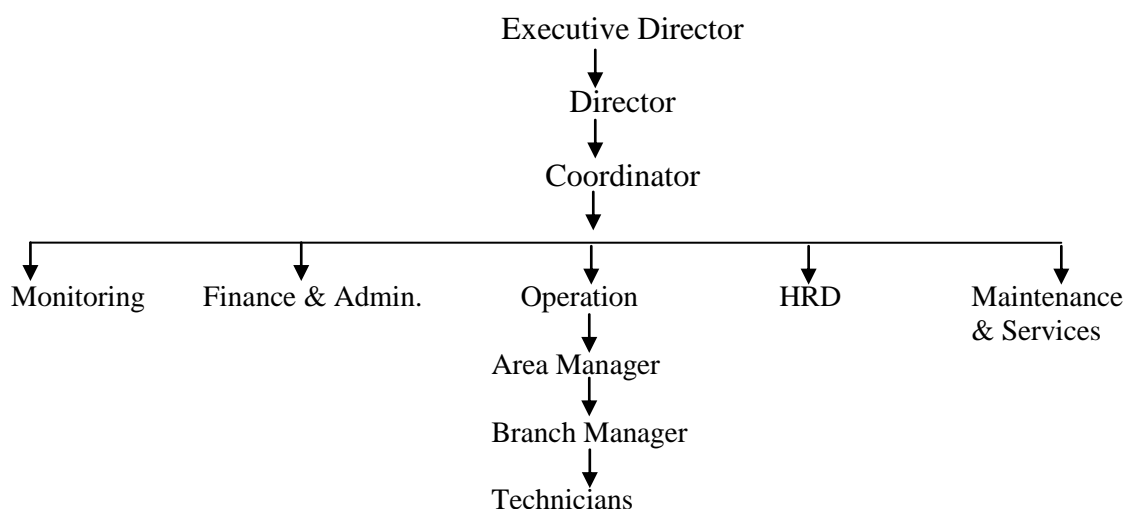 Executive Director
Director
Coordinator
Monitoring
Finance & Admin.
Operation
HRD
Maintenance
& Services
Area Manager
Branch Manager
Technicians